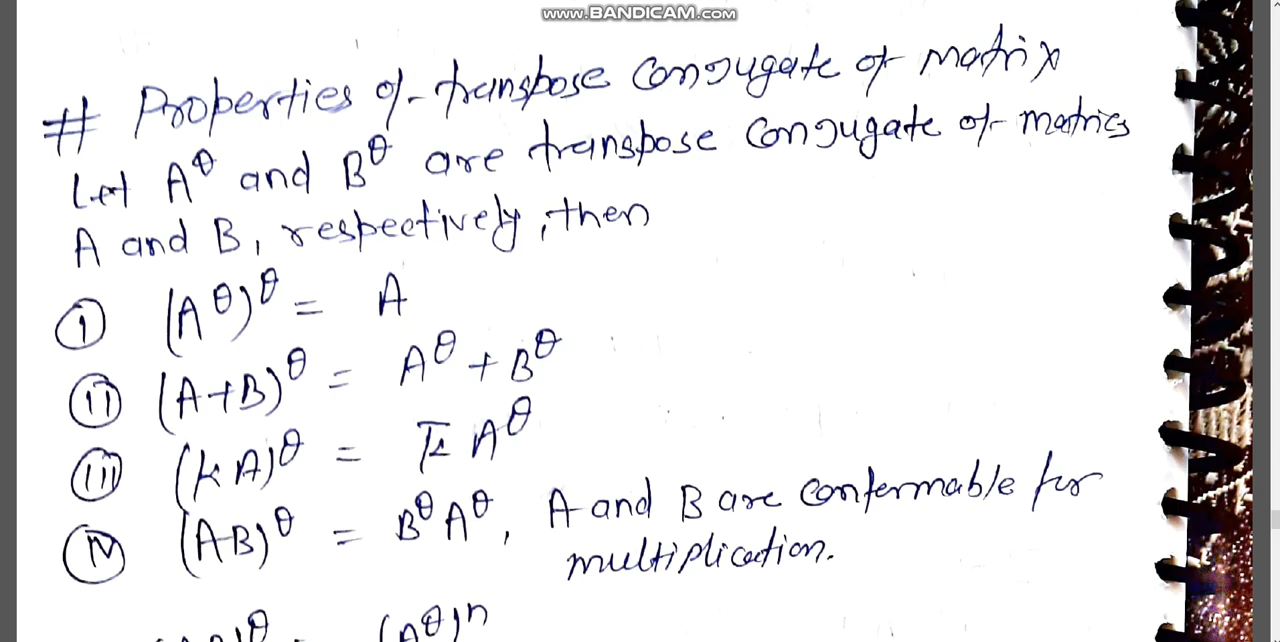 www.BANDICAM.com
# Properties of transpose Conjugate of matrix
Let A^θ and B^θ are transpose Conjugate of matrics
A and B, respectively, then
(i) (A^θ)^θ = A
(ii) (A+B)^θ = A^θ + B^θ
(iii) (kA)^θ = k̅ A^θ
(iv) (AB)^θ = B^θ A^θ, A and B are confermable for
multiplication.
(A^θ)^n